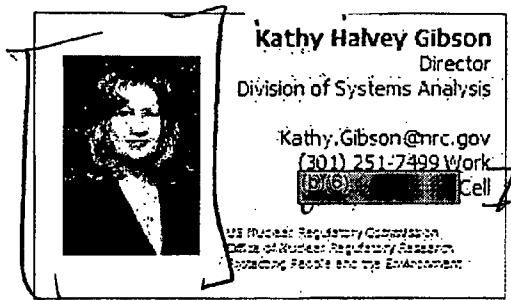 Kathy Halvey Gibson
Director
Division of Systems Analysis
Kathy.Gibson@nrc.gov
(301) 251-7499 Work
(b)(6) Cell
US Nuclear Regulatory Commission
Office of Nuclear Regulatory Research
Protecting People and the Environment